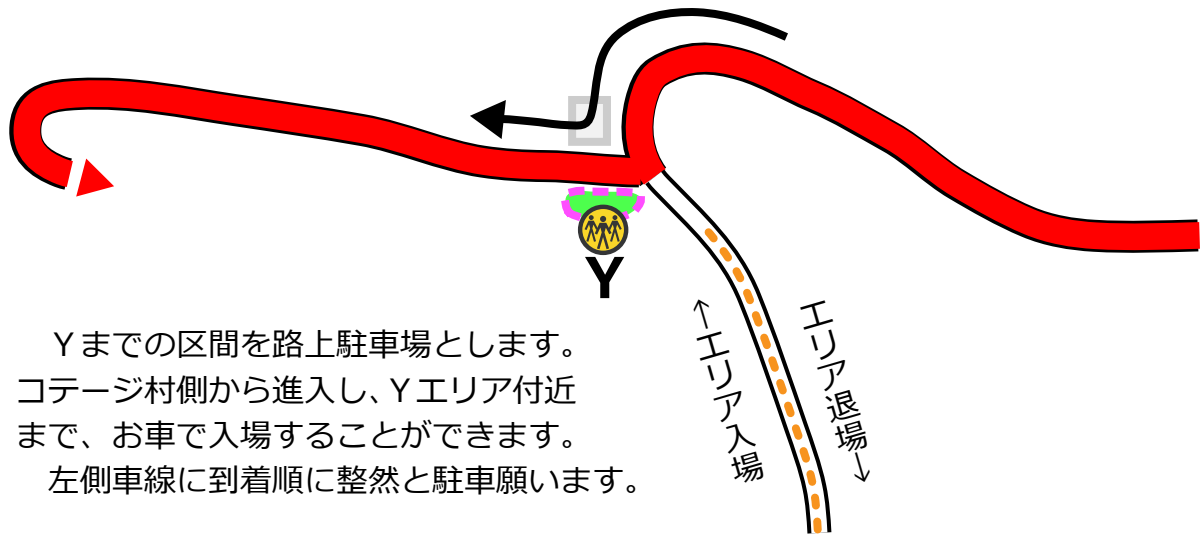 Y
Ｙまでの区間を路上駐車場とします。
コテージ村側から進入し、Ｙエリア付近
まで、お車で入場することができます。
左側車線に到着順に整然と駐車願います。
←エリア入場
エリア退場→